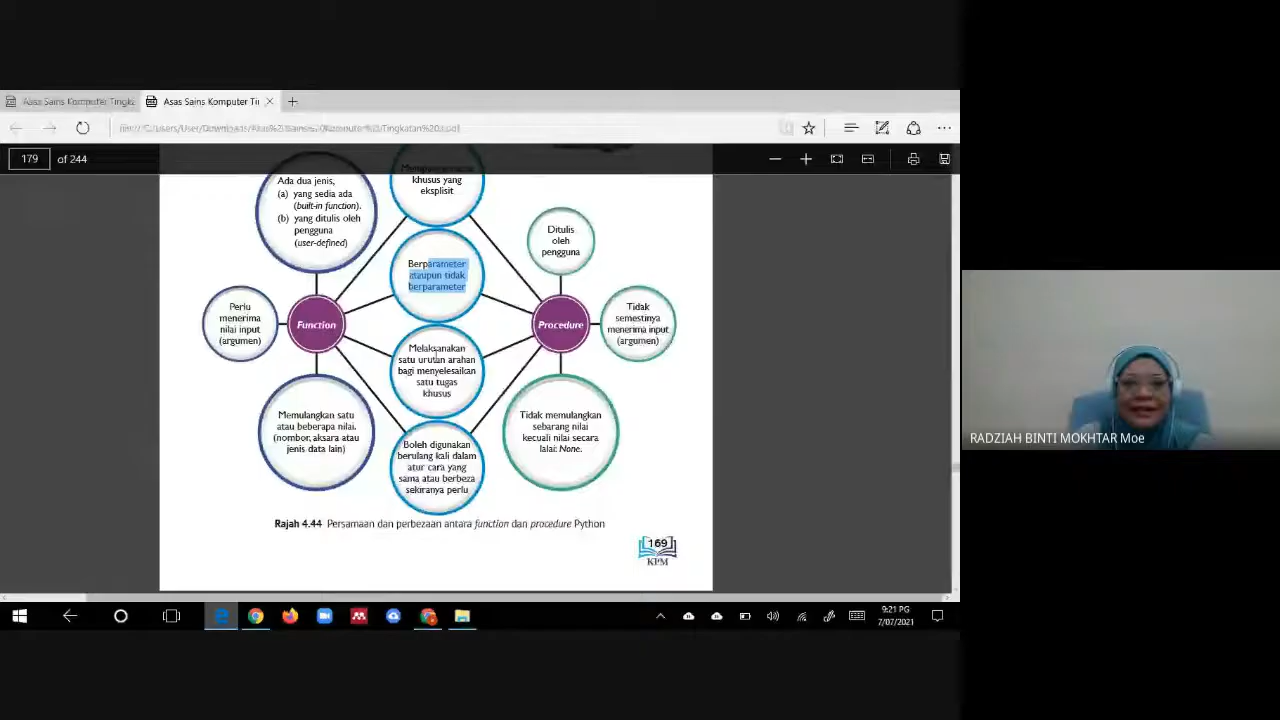 Asas Sains Komputer Tingka
Asas Sains Komputer Tin
179
of 244
Ada dua jenis,
(a) yang sedia ada
(built-in function).
(b) yang ditulis oleh
pengguna
(user-defined)
khusus yang
eksplisit
Berparameter
ataupun tidak
berparameter
Ditulis
oleh
pengguna
Perlu
menerima
nilai input
(argumen)
Function
Procedure
Tidak
semestinya
menerima input
(argumen)
Melaksanakan
satu urutan arahan
bagi menyelesaikan
satu tugas
khusus
Memulangkan satu
atau beberapa nilai.
(nombor, aksara atau
jenis data lain)
Boleh digunakan
berulang kali dalam
atur cara yang
sama atau berbeza
sekiranya perlu
Tidak memulangkan
sebarang nilai
kecuali nilai secara
lalai: None.
Rajah 4.44 Persamaan dan perbezaan antara function dan procedure Python
169
KPM
RADZIAH BINTI MOKHTAR Moe
9:21 PG
7/07/2021